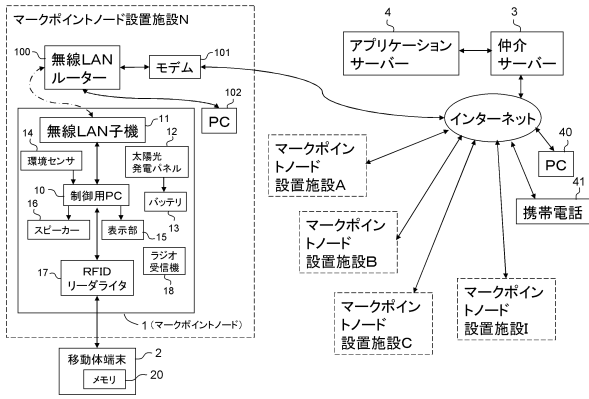 マークポイントノード設置施設N
100
無線LAN
ルーター
モデム
101
102
PC
無線LAN子機
11
14
環境センサ
12
太陽光
発電パネル
10
制御用PC
バッテリ
13
16
スピーカー
表示部
15
17
RFID
リーダライタ
ラジオ
受信機
18
1(マークポイントノード)
移動体端末
2
メモリ
20
4
アプリケーション
サーバー
3
仲介
サーバー
インターネット
40
PC
41
携帯電話
マークポイ
ントノード
設置施設A
マークポイ
ントノード
設置施設B
マークポイ
ントノード
設置施設C
マークポイ
ントノード
設置施設I